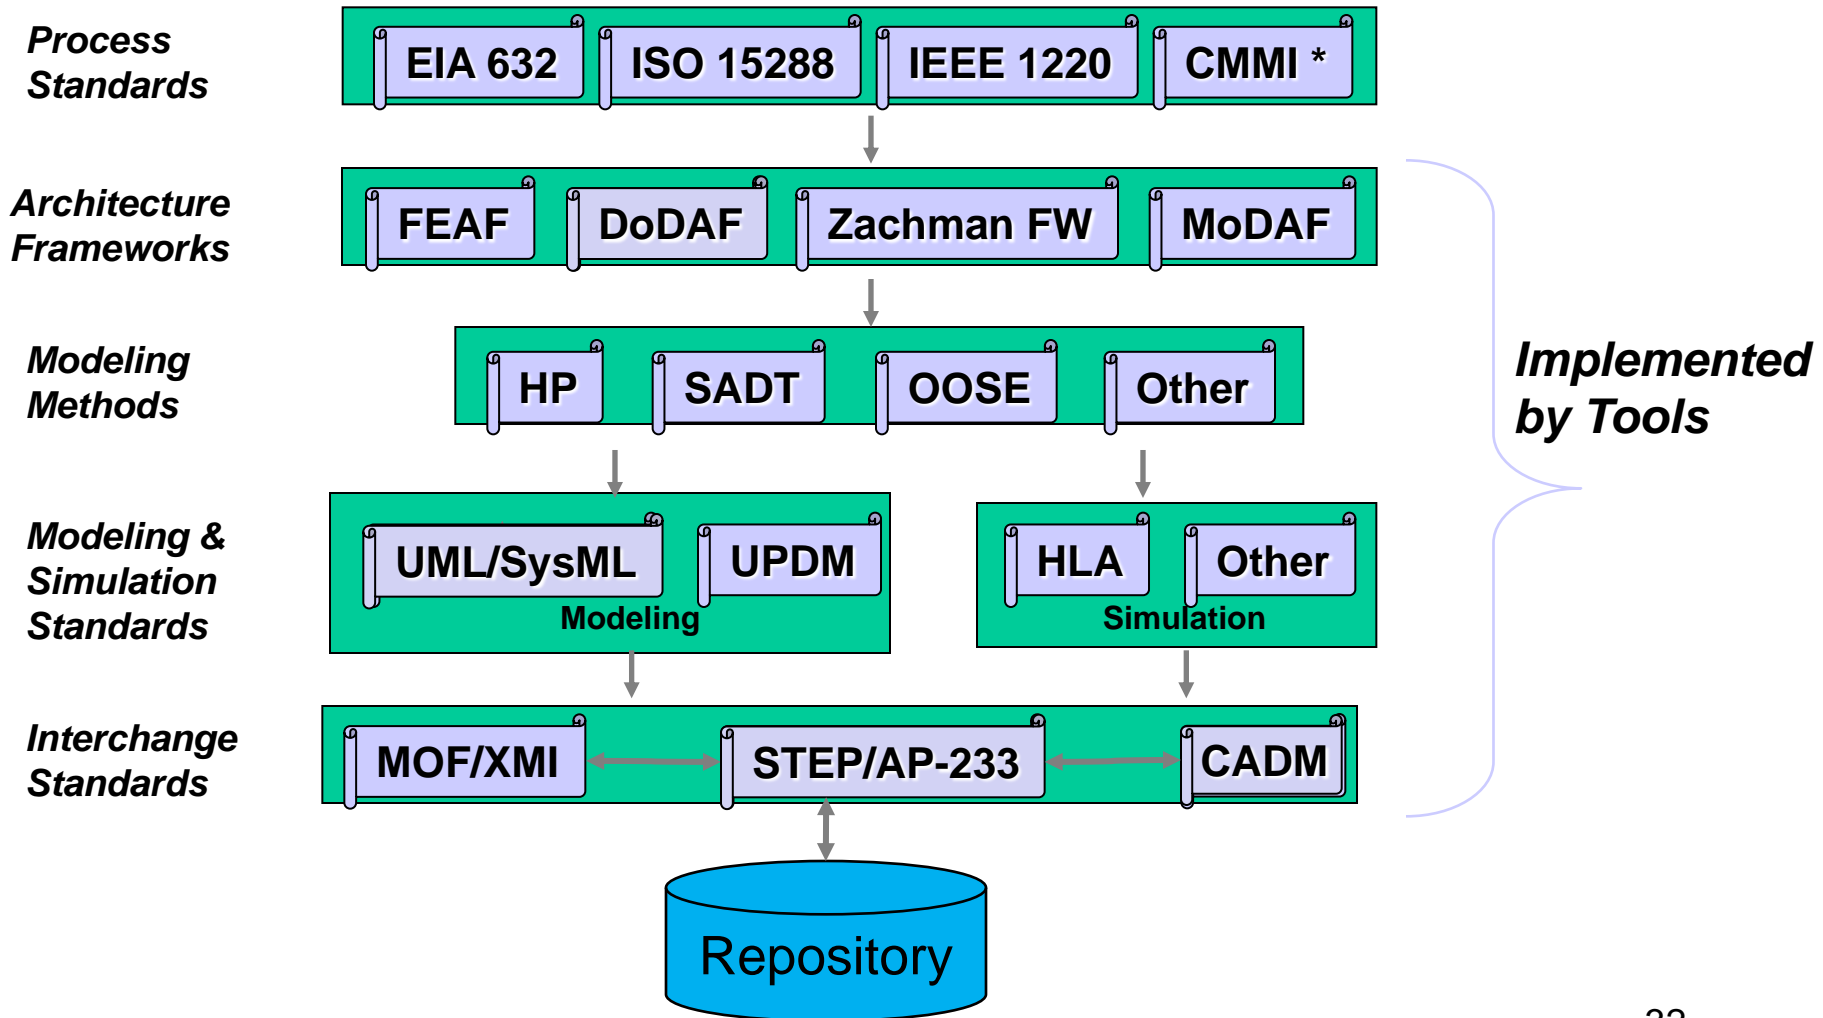 Process
Standards
EIA 632
ISO 15288
IEEE 1220
CMMI *
Architecture
Frameworks
FEAF
DoDAF
Zachman FW
MoDAF
Modeling
Methods
HP
SADT
OOSE
Other
Implemented
by Tools
Modeling &
Simulation
Standards
UML/SysML
UPDM
Modeling
HLA
Other
Simulation
Interchange
Standards
MOF/XMI
STEP/AP-233
CADM
Repository